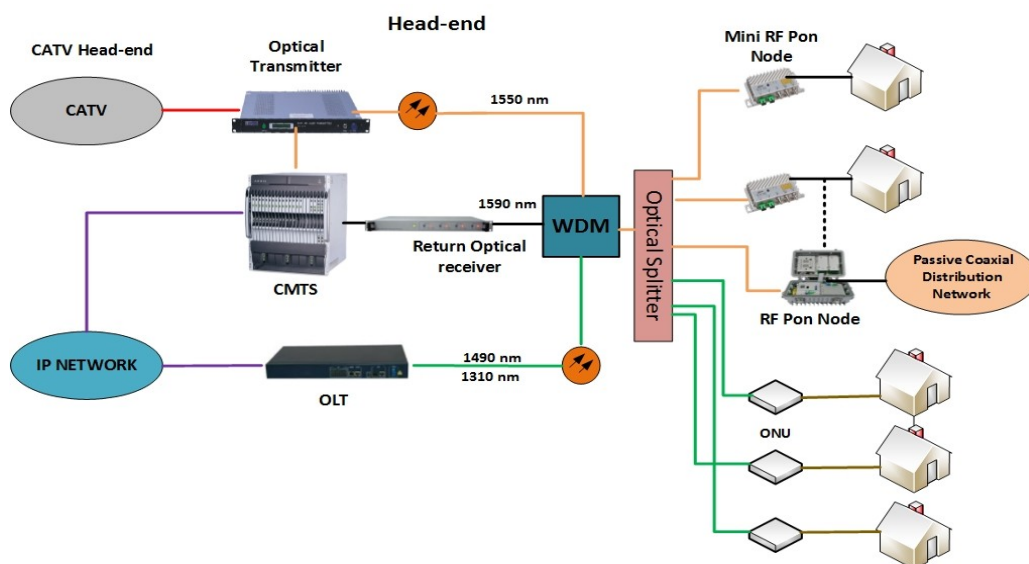 Head-end
CATV Head-end
Optical
Transmitter
Mini RF Pon
Node
CATV
1550 nm
1590 nm
WDM
Return Optical
receiver
CMTS
Optical Splitter
Passive Coaxial
Distribution
Network
RF Pon Node
IP NETWORK
1490 nm
1310 nm
OLT
ONU